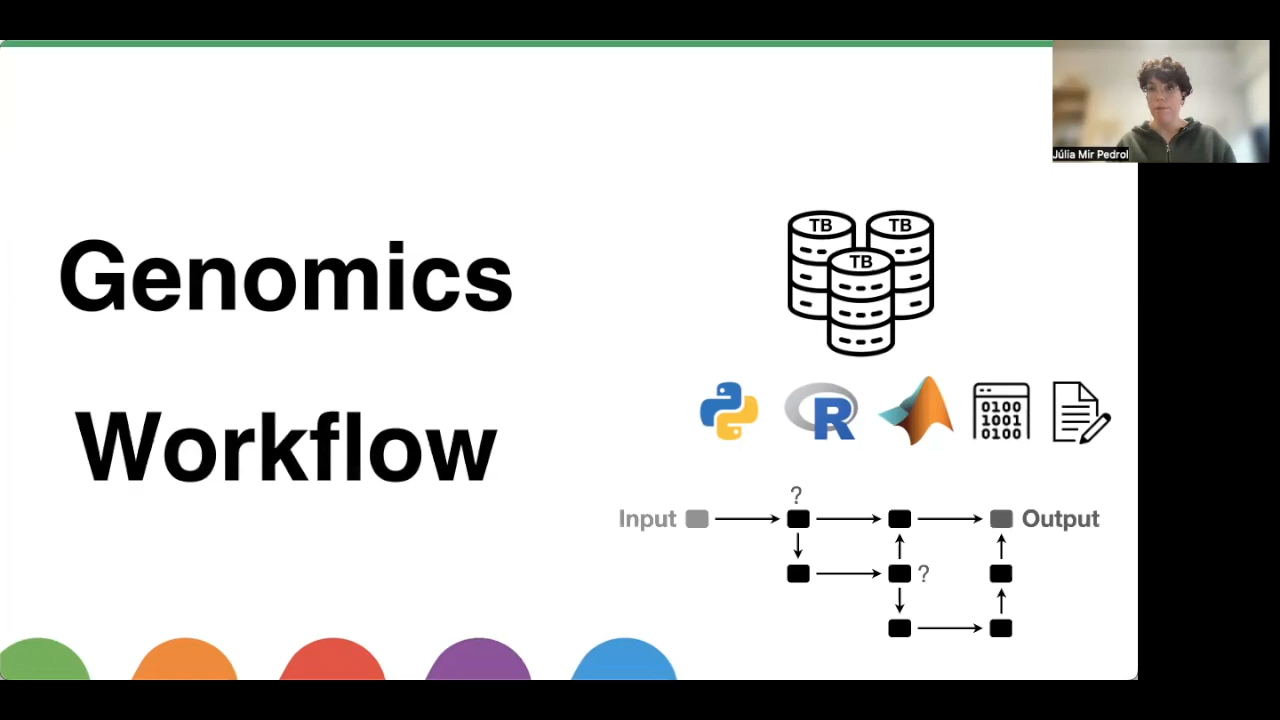 Júlia Mir Pedrol
Genomics
Workflow
TB TB
TB
R
0100
1001
0100
?
Input
Output
?